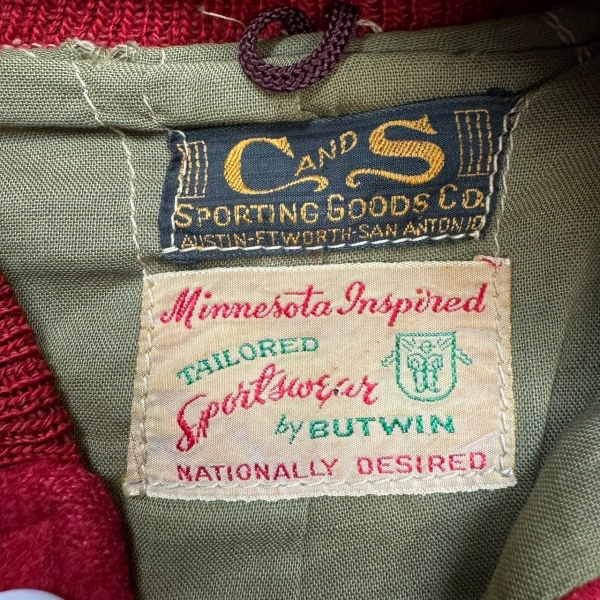 C AND S
SPORTING GOODS CO.
AUSTIN-FT WORTH-SAN ANTONIO
Minnesota Inspired
TAILORED
Sportswear
by BUTWIN
NATIONALLY DESIRED